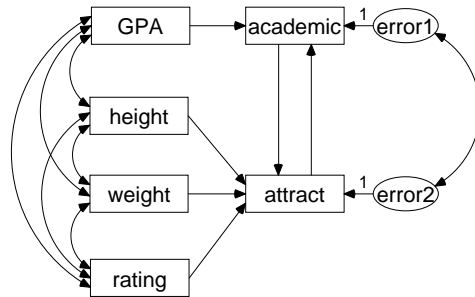 GPA
academic
1
error1
height
weight
attract
1
error2
rating